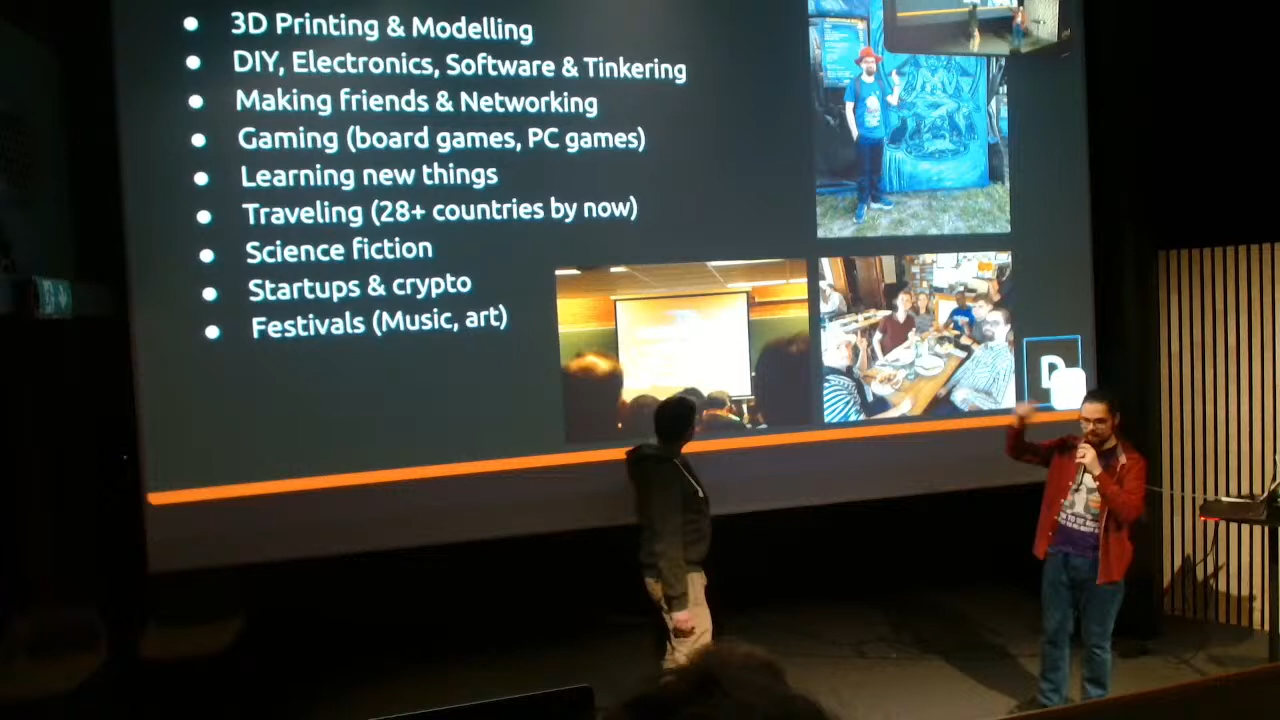 3D Printing & Modelling
DIY, Electronics, Software & Tinkering
Making friends & Networking
Gaming (board games, PC games)
Learning new things
Traveling (28+ countries by now)
Science fiction
Startups & crypto
Festivals (Music, art)
D